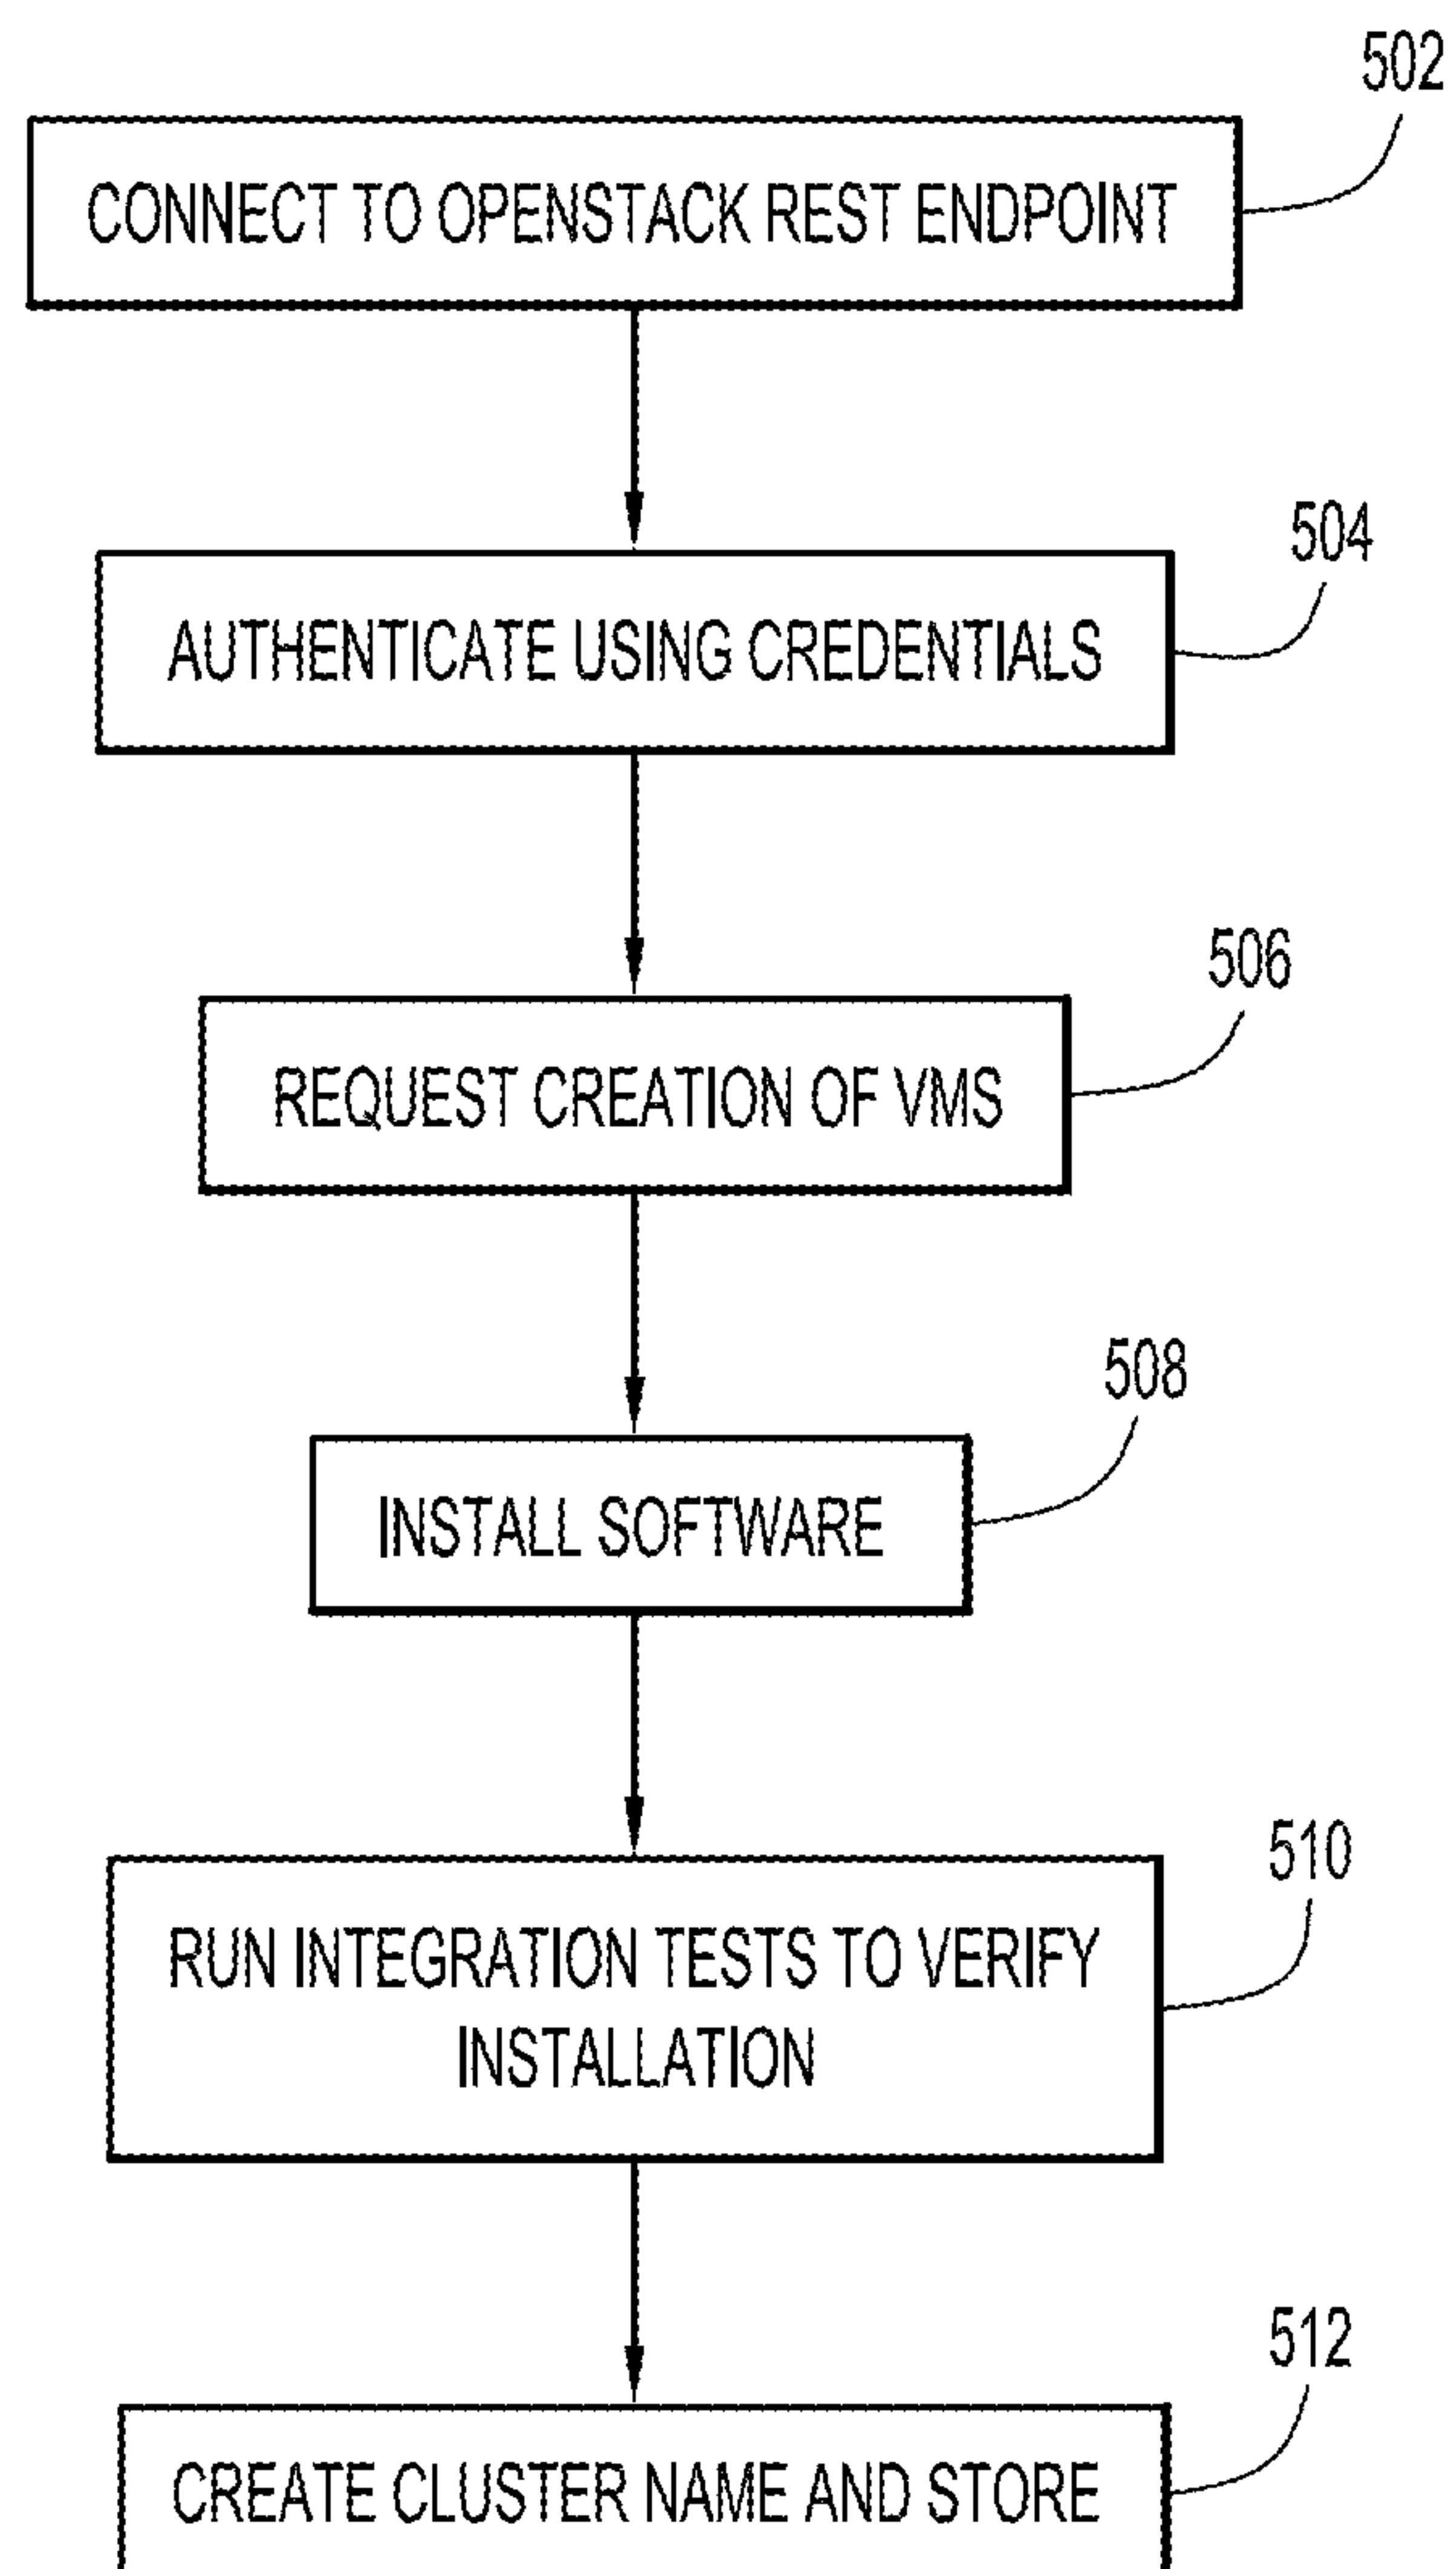 502
CONNECT TO OPENSTACK REST ENDPOINT
504
AUTHENTICATE USING CREDENTIALS
506
REQUEST CREATION OF VMS
508
INSTALL SOFTWARE
510
RUN INTEGRATION TESTS TO VERIFY
INSTALLATION
512
CREATE CLUSTER NAME AND STORE